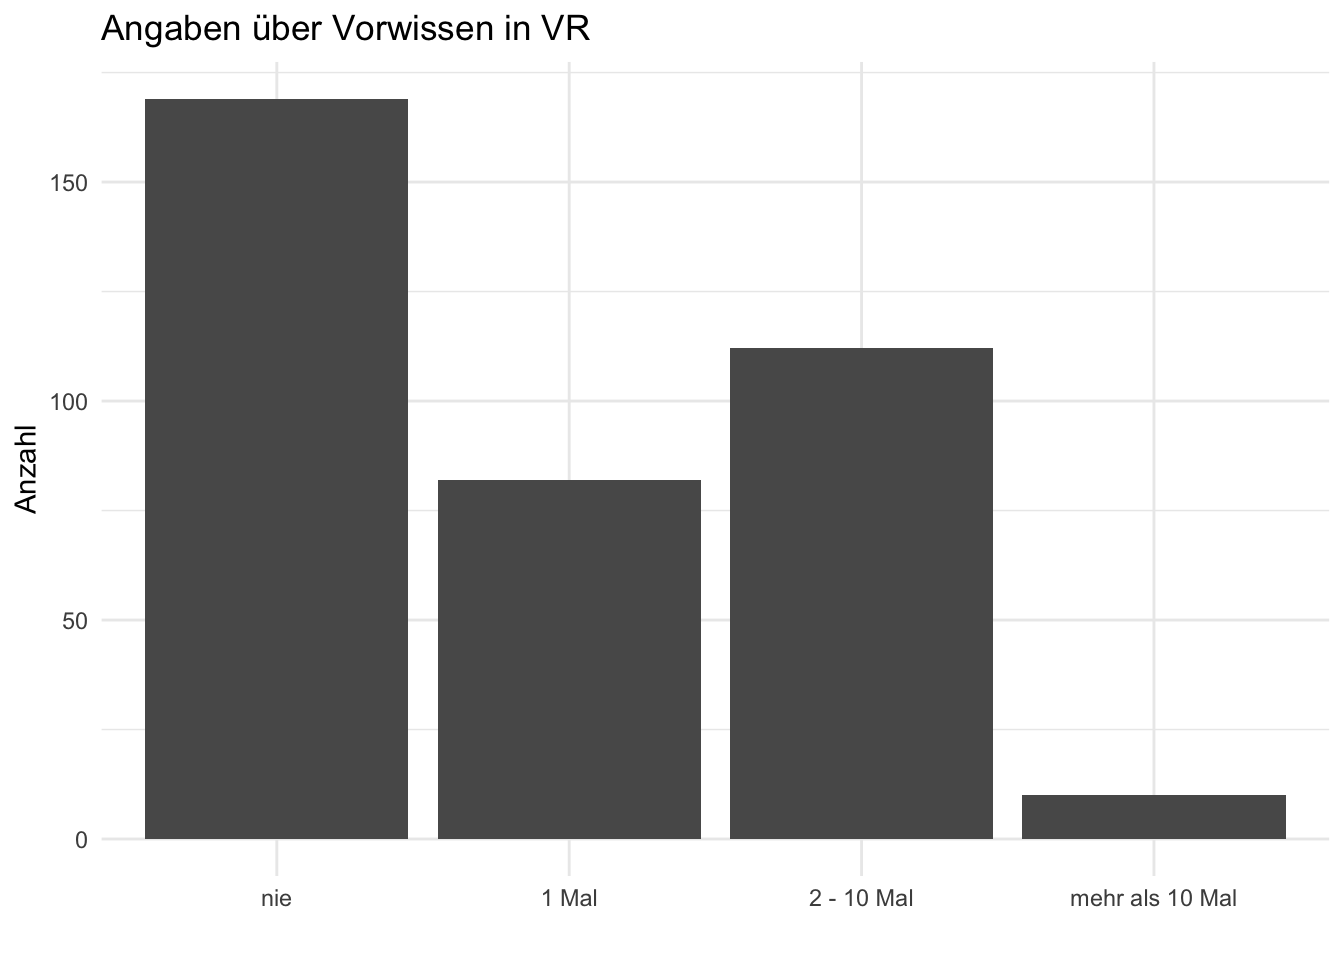 Angaben über Vorwissen in VR
Anzahl
150
100
50
0
nie
1 Mal
2 - 10 Mal
mehr als 10 Mal